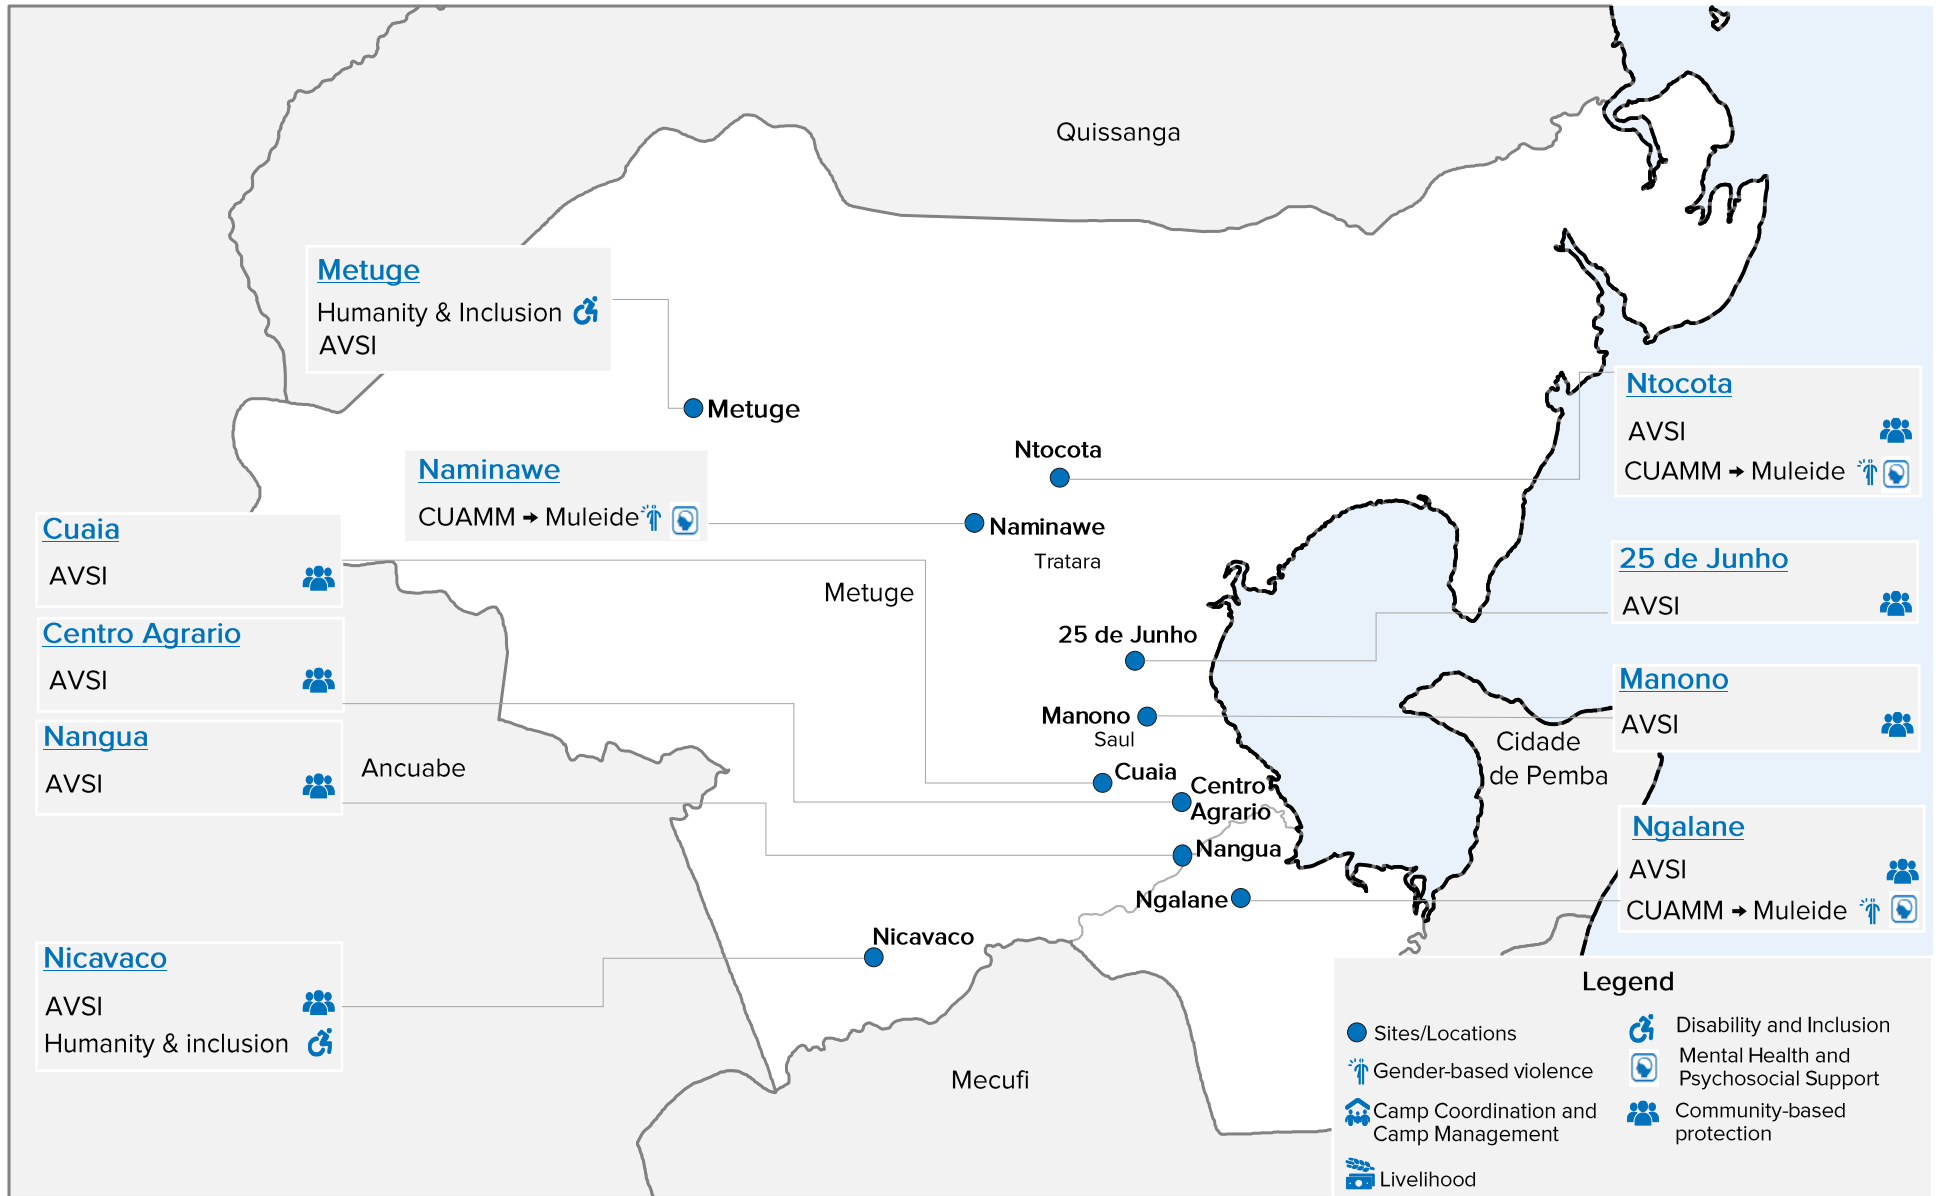 Quissanga
Metuge
Humanity & Inclusion
AVSI
Metuge
Ntocota
AVSI
CUAMM → Muleide
Ntocota
Naminawe
CUAMM → Muleide
Naminawe
Tratara
Cuaia
AVSI
Metuge
25 de Junho
AVSI
25 de Junho
Centro Agrario
AVSI
Manono
AVSI
Manono
Saul
Nangua
AVSI
Ancuabe
Cidade
de Pemba
Cuaia
Centro
Agrario
Nangua
Ngalane
AVSI
CUAMM → Muleide
Ngalane
Nicavaco
Nicavaco
AVSI
Humanity & inclusion
Mecufi
Legend
Sites/Locations
Gender-based violence
Camp Coordination and
Camp Management
Livelihood
Disability and Inclusion
Mental Health and
Psychosocial Support
Community-based
protection